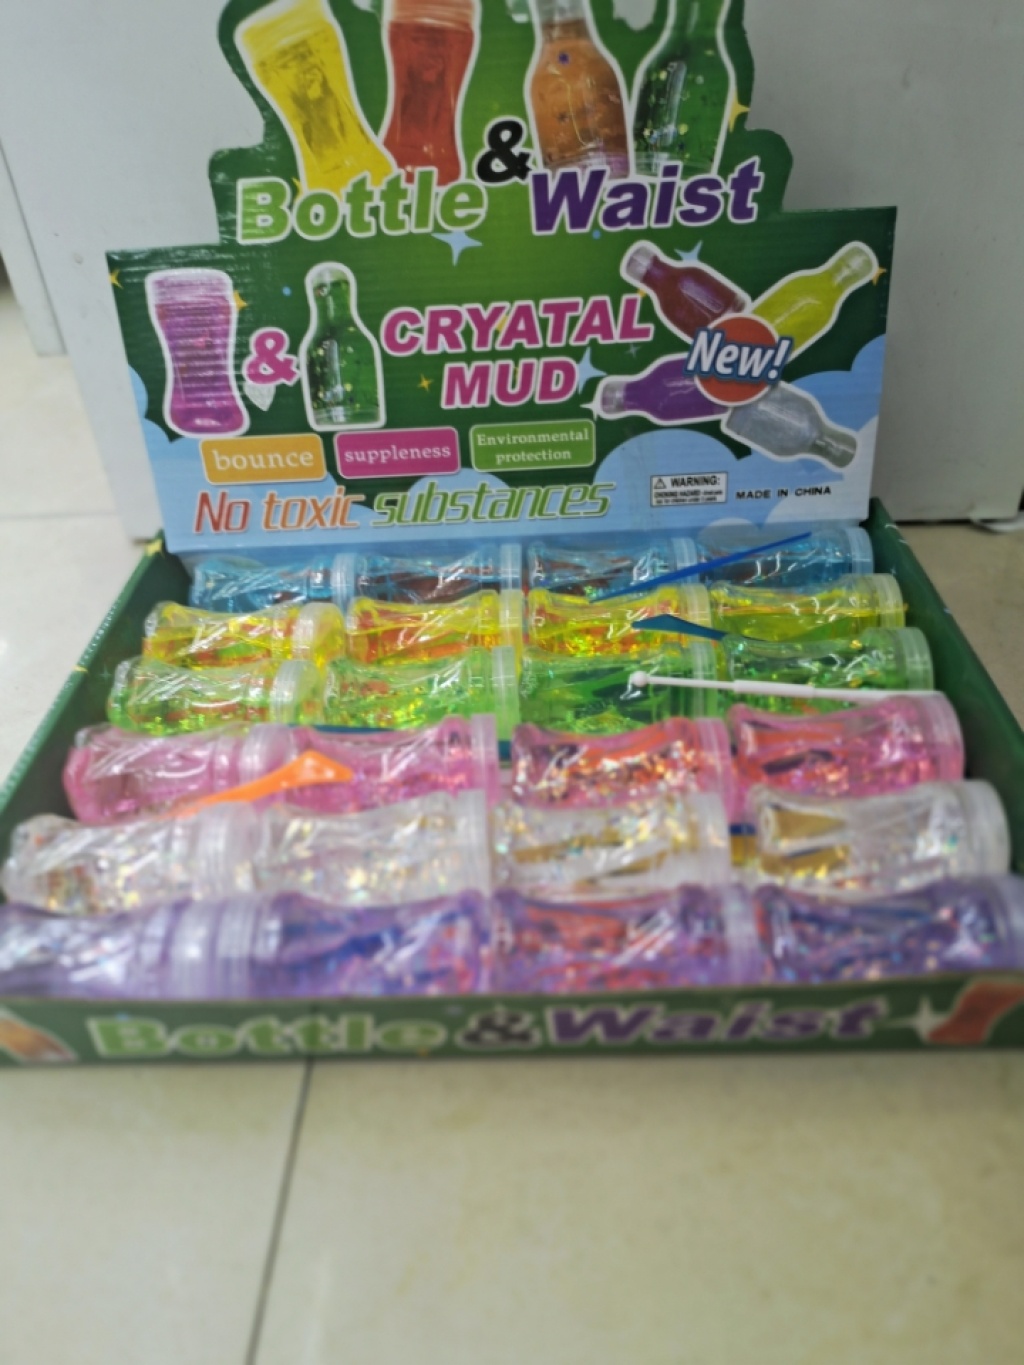 &
Bottle Waist
&
CRYATAL
MUD
New!
bounce
suppleness
Environmental
protection
No toxic substances
WARNING:
MADE IN CHINA
Bottle & Waist